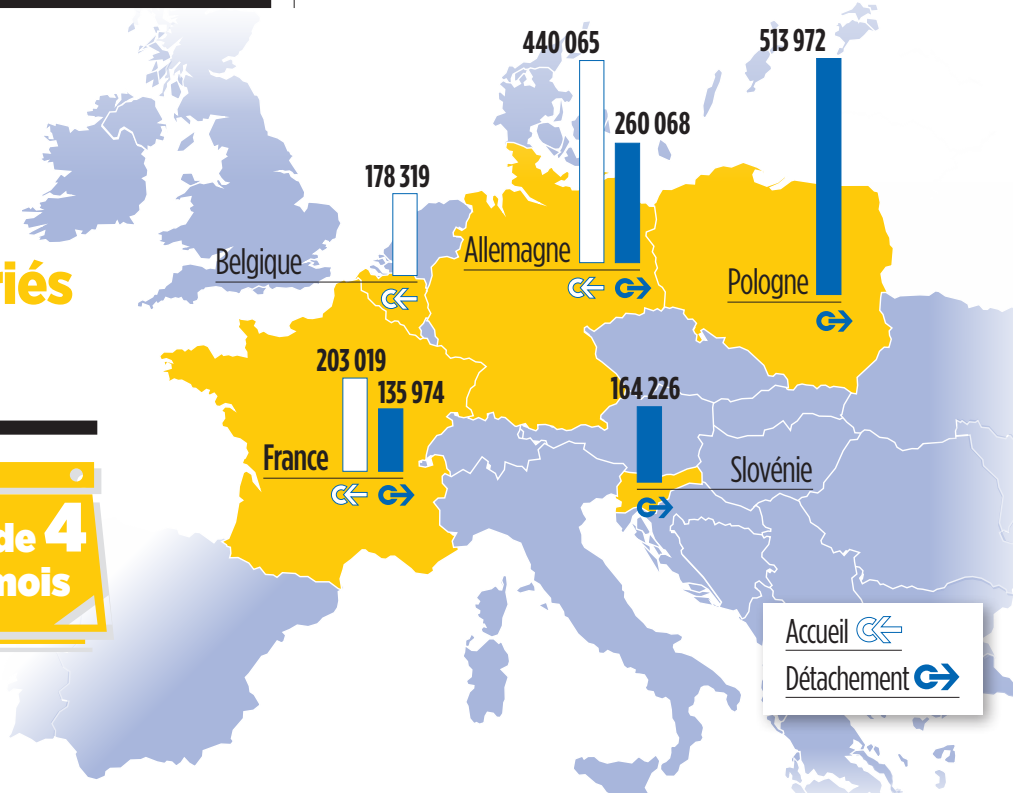 440 065
513 972
260 068
178 319
Belgique
Allemagne
Pologne
riés
203 019
135 974
164 226
France
Slovénie
de 4
mois
Accueil
Détachement